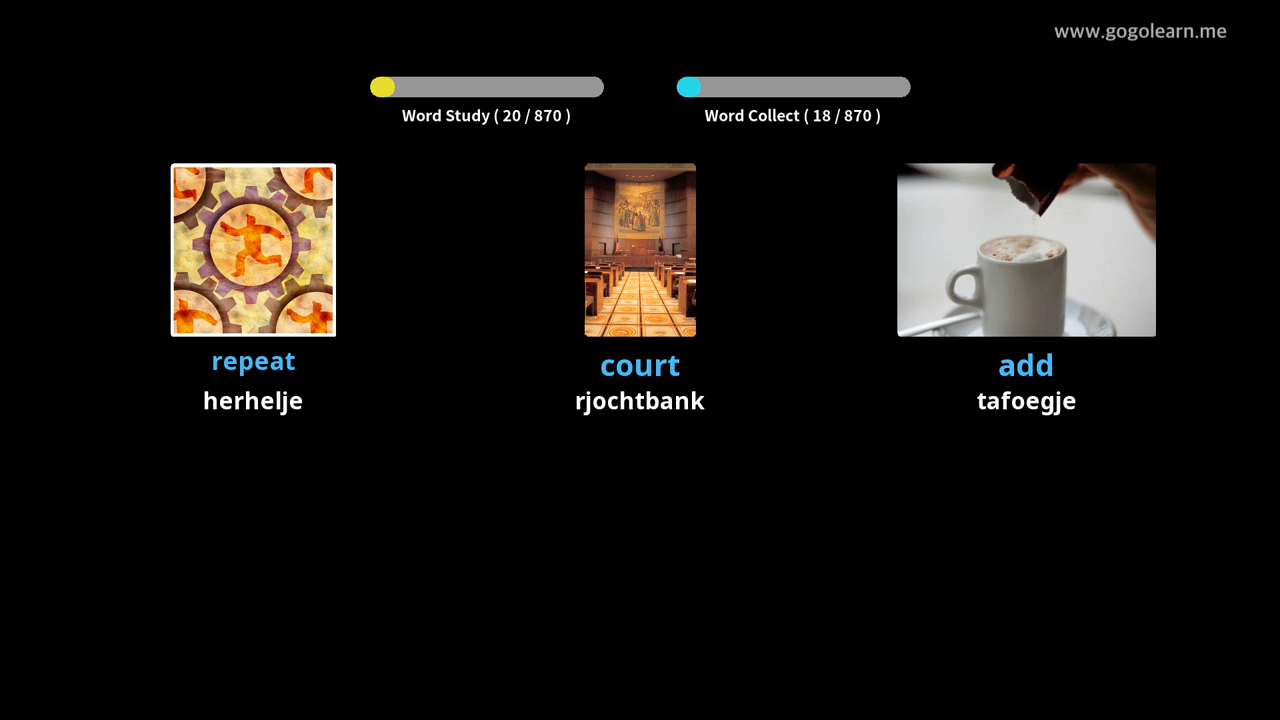 www.gogolearn.me
Word Study ( 20 / 870 )
Word Collect ( 18 / 870 )
repeat
herhelje
court
rjochtbank
add
tafoegje